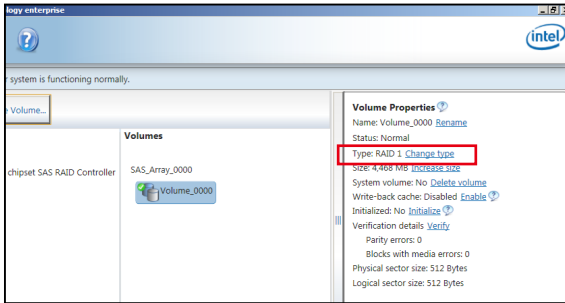 logy enterprise
intel
r system is functioning normally.
e Volume...
chipset SAS RAID Controller
Volumes
SAS_Array_0000
Volume_0000
Volume Properties
Name: Volume_0000 Rename
Status: Normal
Type: RAID 1 Change type
Size: 4,468 MB Increase size
System volume: No Delete volume
Write-back cache: Disabled Enable
Initialized: No Initialize
Verification details Verify
Parity errors: 0
Blocks with media errors: 0
Physical sector size: 512 Bytes
Logical sector size: 512 Bytes